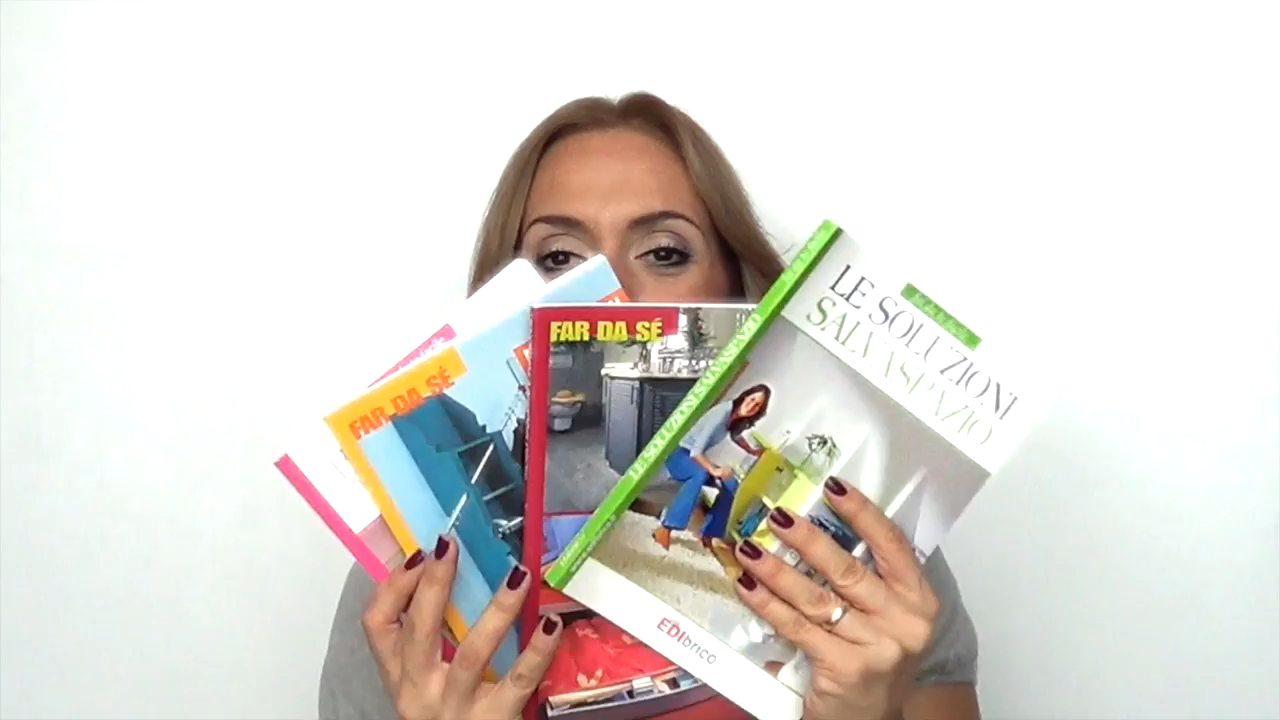 FAR DA SÉ
FAR DA SÉ
LE SOLUZIONI
SALVASPAZIO
LE SOLUZIONI SALVASPAZIO
EDIbrico